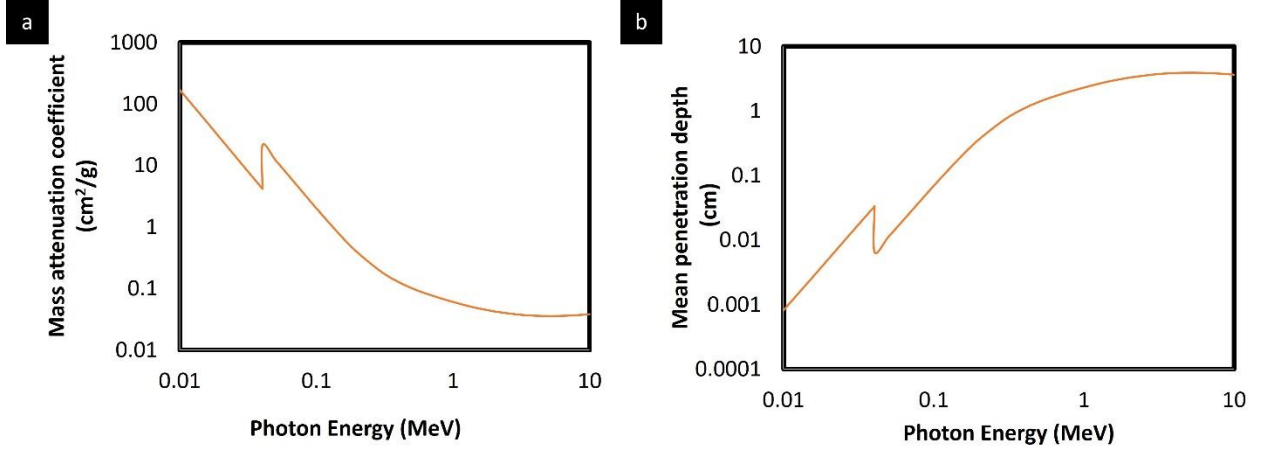 a
Mass attenuation coefficient
(cm²/g)
1000
100
10
1
0.1
0.01
0.01 0.1 1 10
Photon Energy (MeV)
b
Mean penetration depth
(cm)
10
1
0.1
0.01
0.001
0.0001
0.01 0.1 1 10
Photon Energy (MeV)